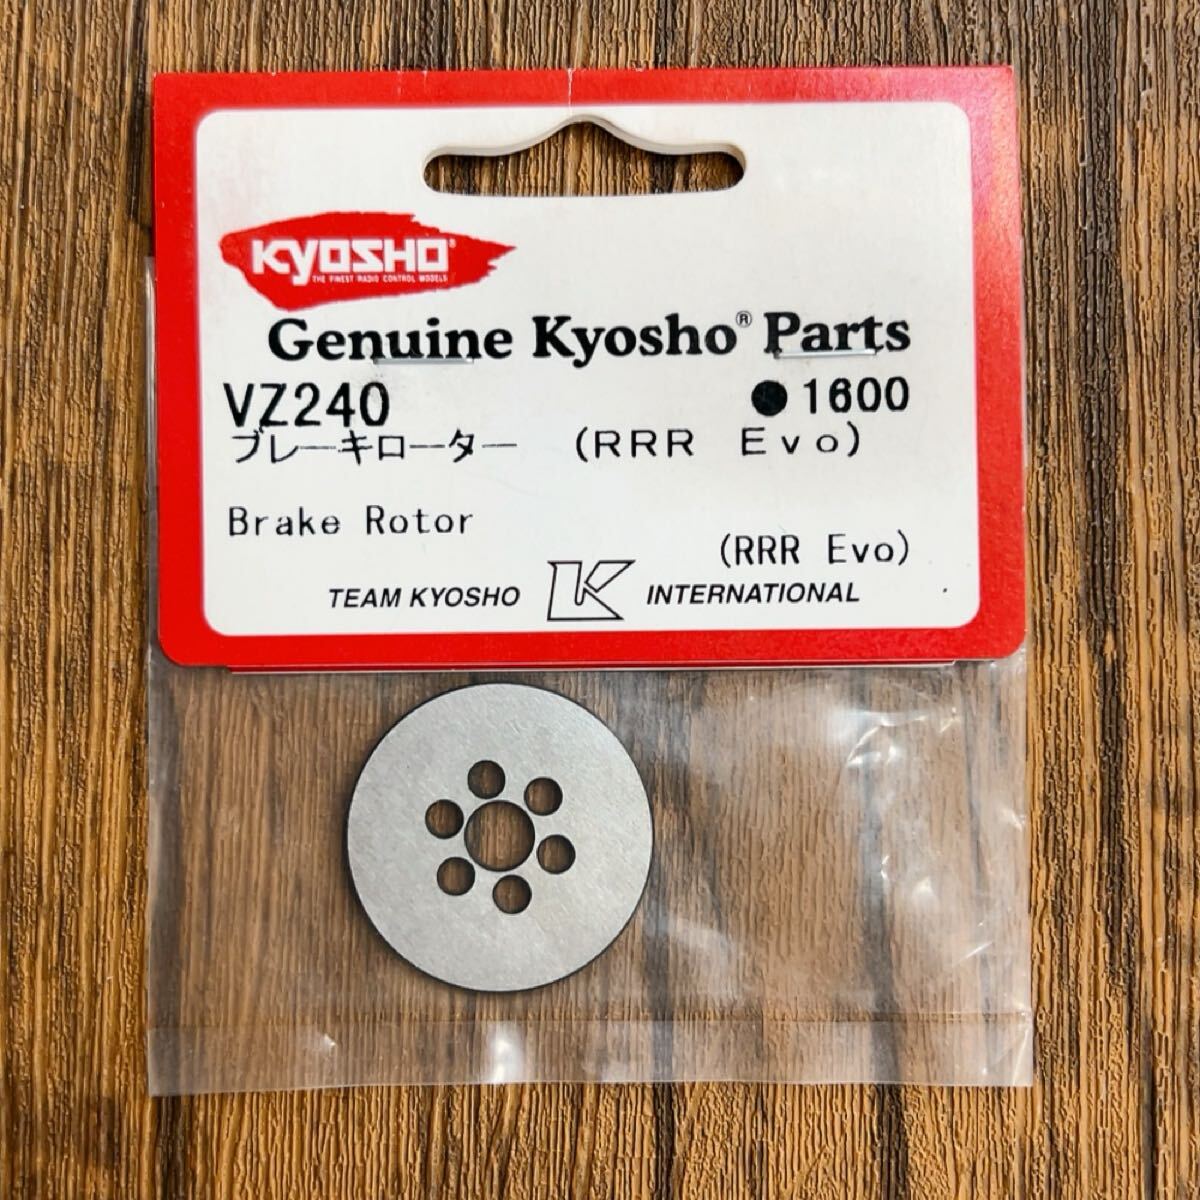 KYOSHO®
THE FINEST RADIO CONTROL MODELS
Genuine Kyosho® Parts
VZ240 ●1600
ブレーキローター (RRR Evo)
Brake Rotor
(RRR Evo)
TEAM KYOSHO K INTERNATIONAL